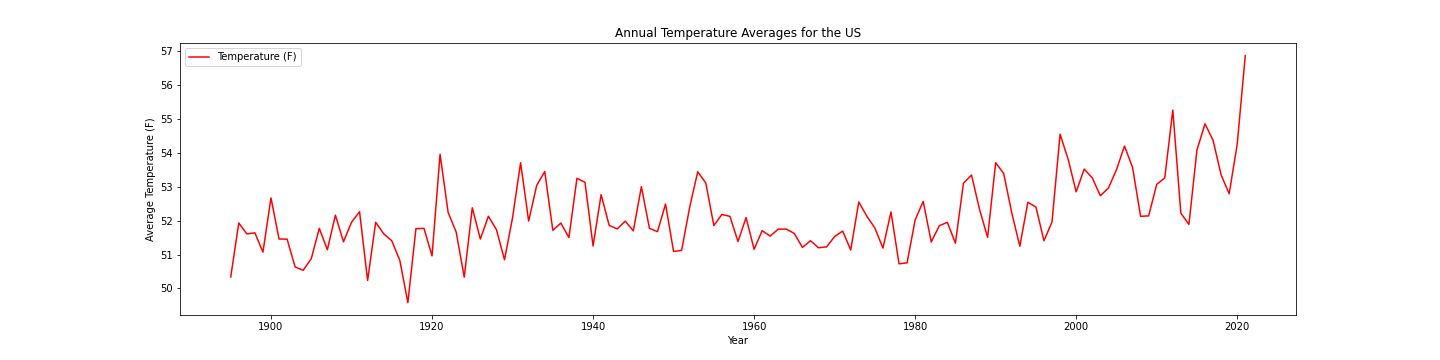 Annual Temperature Averages for the US
Temperature (F)
57
56
55
54
53
52
51
50
Average Temperature (F)
1900 1920 1940 1960 1980 2000 2020
Year